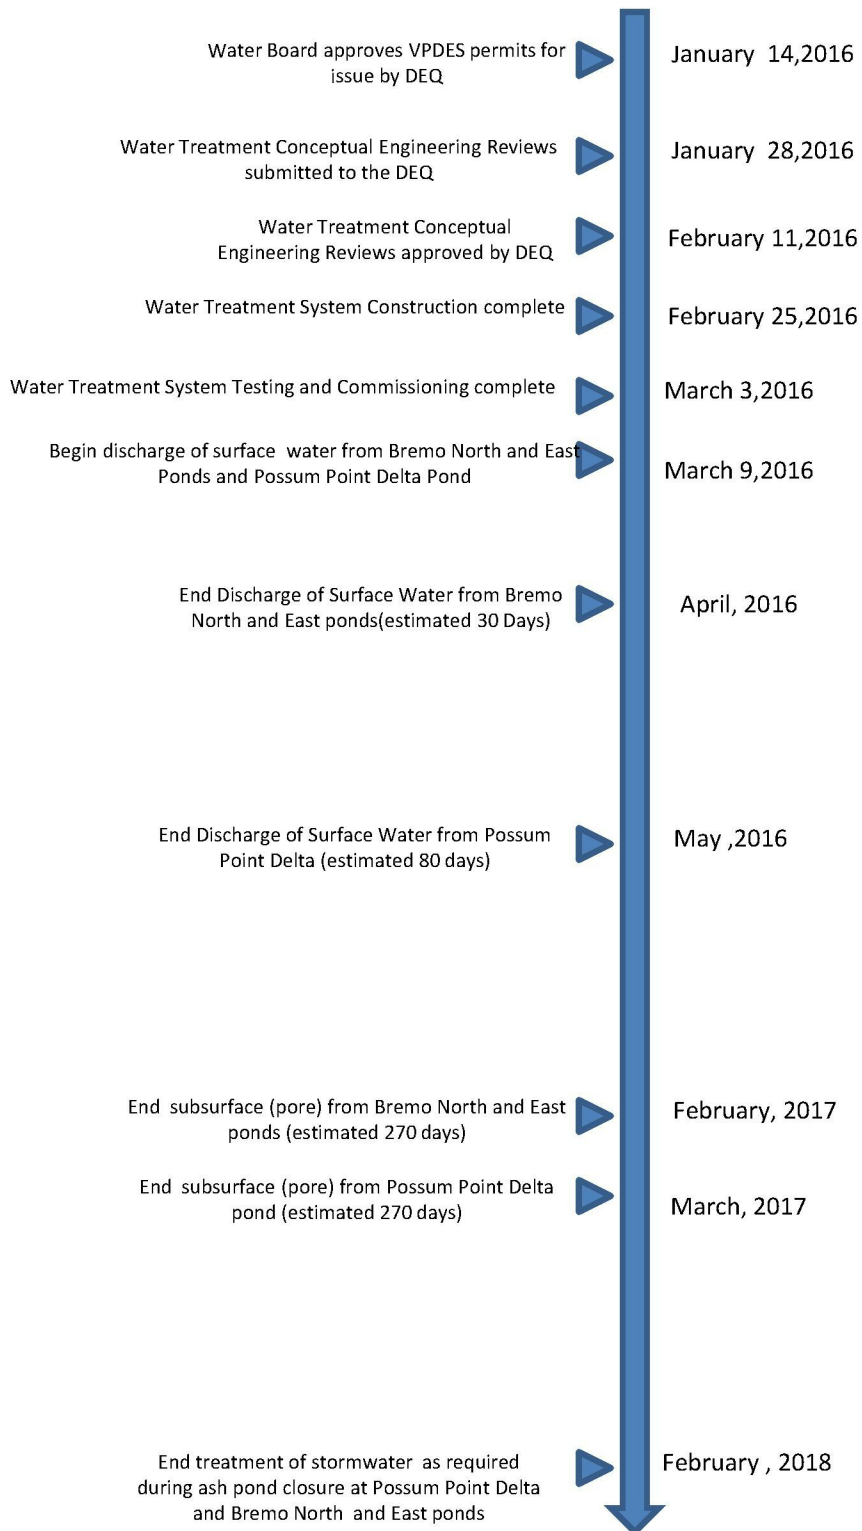 Water Board approves VPDES permits for
issue by DEQ
January 14,2016
Water Treatment Conceptual Engineering Reviews
submitted to the DEQ
January 28,2016
Water Treatment Conceptual
Engineering Reviews approved by DEQ
February 11,2016
Water Treatment System Construction complete
February 25,2016
Water Treatment System Testing and Commissioning complete
March 3,2016
Begin discharge of surface water from Bremo North and East
Ponds and Possum Point Delta Pond
March 9,2016
End Discharge of Surface Water from Bremo
North and East ponds(estimated 30 Days)
April, 2016
End Discharge of Surface Water from Possum
Point Delta (estimated 80 days)
May ,2016
End subsurface (pore) from Bremo North and East
ponds (estimated 270 days)
February, 2017
End subsurface (pore) from Possum Point Delta
pond (estimated 270 days)
March, 2017
End treatment of stormwater as required
during ash pond closure at Possum Point Delta
and Bremo North and East ponds
February , 2018